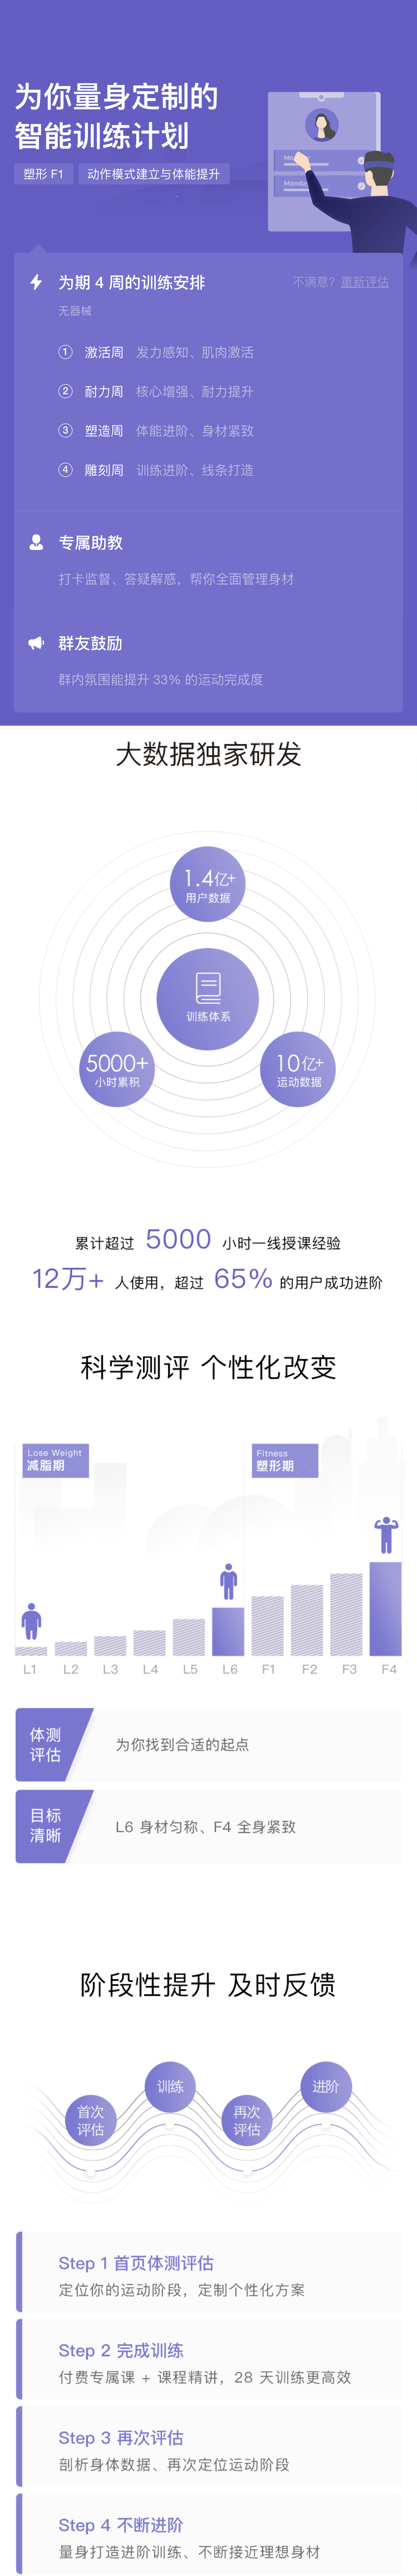 为你量身定制的
智能训练计划
塑形 F1 动作模式建立与体能提升
Monda
为期 4 周的训练安排 不满意？重新评估
无器械
1 激活周 发力感知、肌肉激活
2 耐力周 核心增强、耐力提升
3 塑造周 体能进阶、身材紧致
4 雕刻周 训练进阶、线条打造
专属助教
打卡监督、答疑解惑，帮你全面管理身材
群友鼓励
群内氛围能提升 33% 的运动完成度
大数据独家研发
1.4亿+
用户数据
训练体系
5000+
小时累积
10亿+
运动数据
累计超过 5000 小时一线授课经验
12万+ 人使用，超过 65% 的用户成功进阶
科学测评 个性化改变
Lose Weight
减脂期
Fitness
塑形期
L1 L2 L3 L4 L5 L6 F1 F2 F3 F4
体测
评估
为你找到合适的起点
目标
清晰
L6 身材匀称、F4 全身紧致
阶段性提升 及时反馈
首次
评估
训练
再次
评估
进阶
Step 1 首页体测评估
定位你的运动阶段，定制个性化方案
Step 2 完成训练
付费专属课 + 课程精讲，28 天训练更高效
Step 3 再次评估
剖析身体数据、再次定位运动阶段
Step 4 不断进阶
量身打造进阶训练、不断接近理想身材